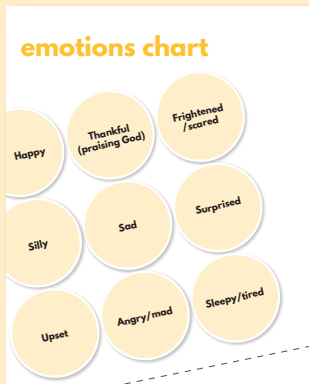 emotions chart
Happy
Thankful
(praising God)
Frightened
/scared
Silly
Sad
Surprised
Upset
Angry/mad
Sleepy/tired